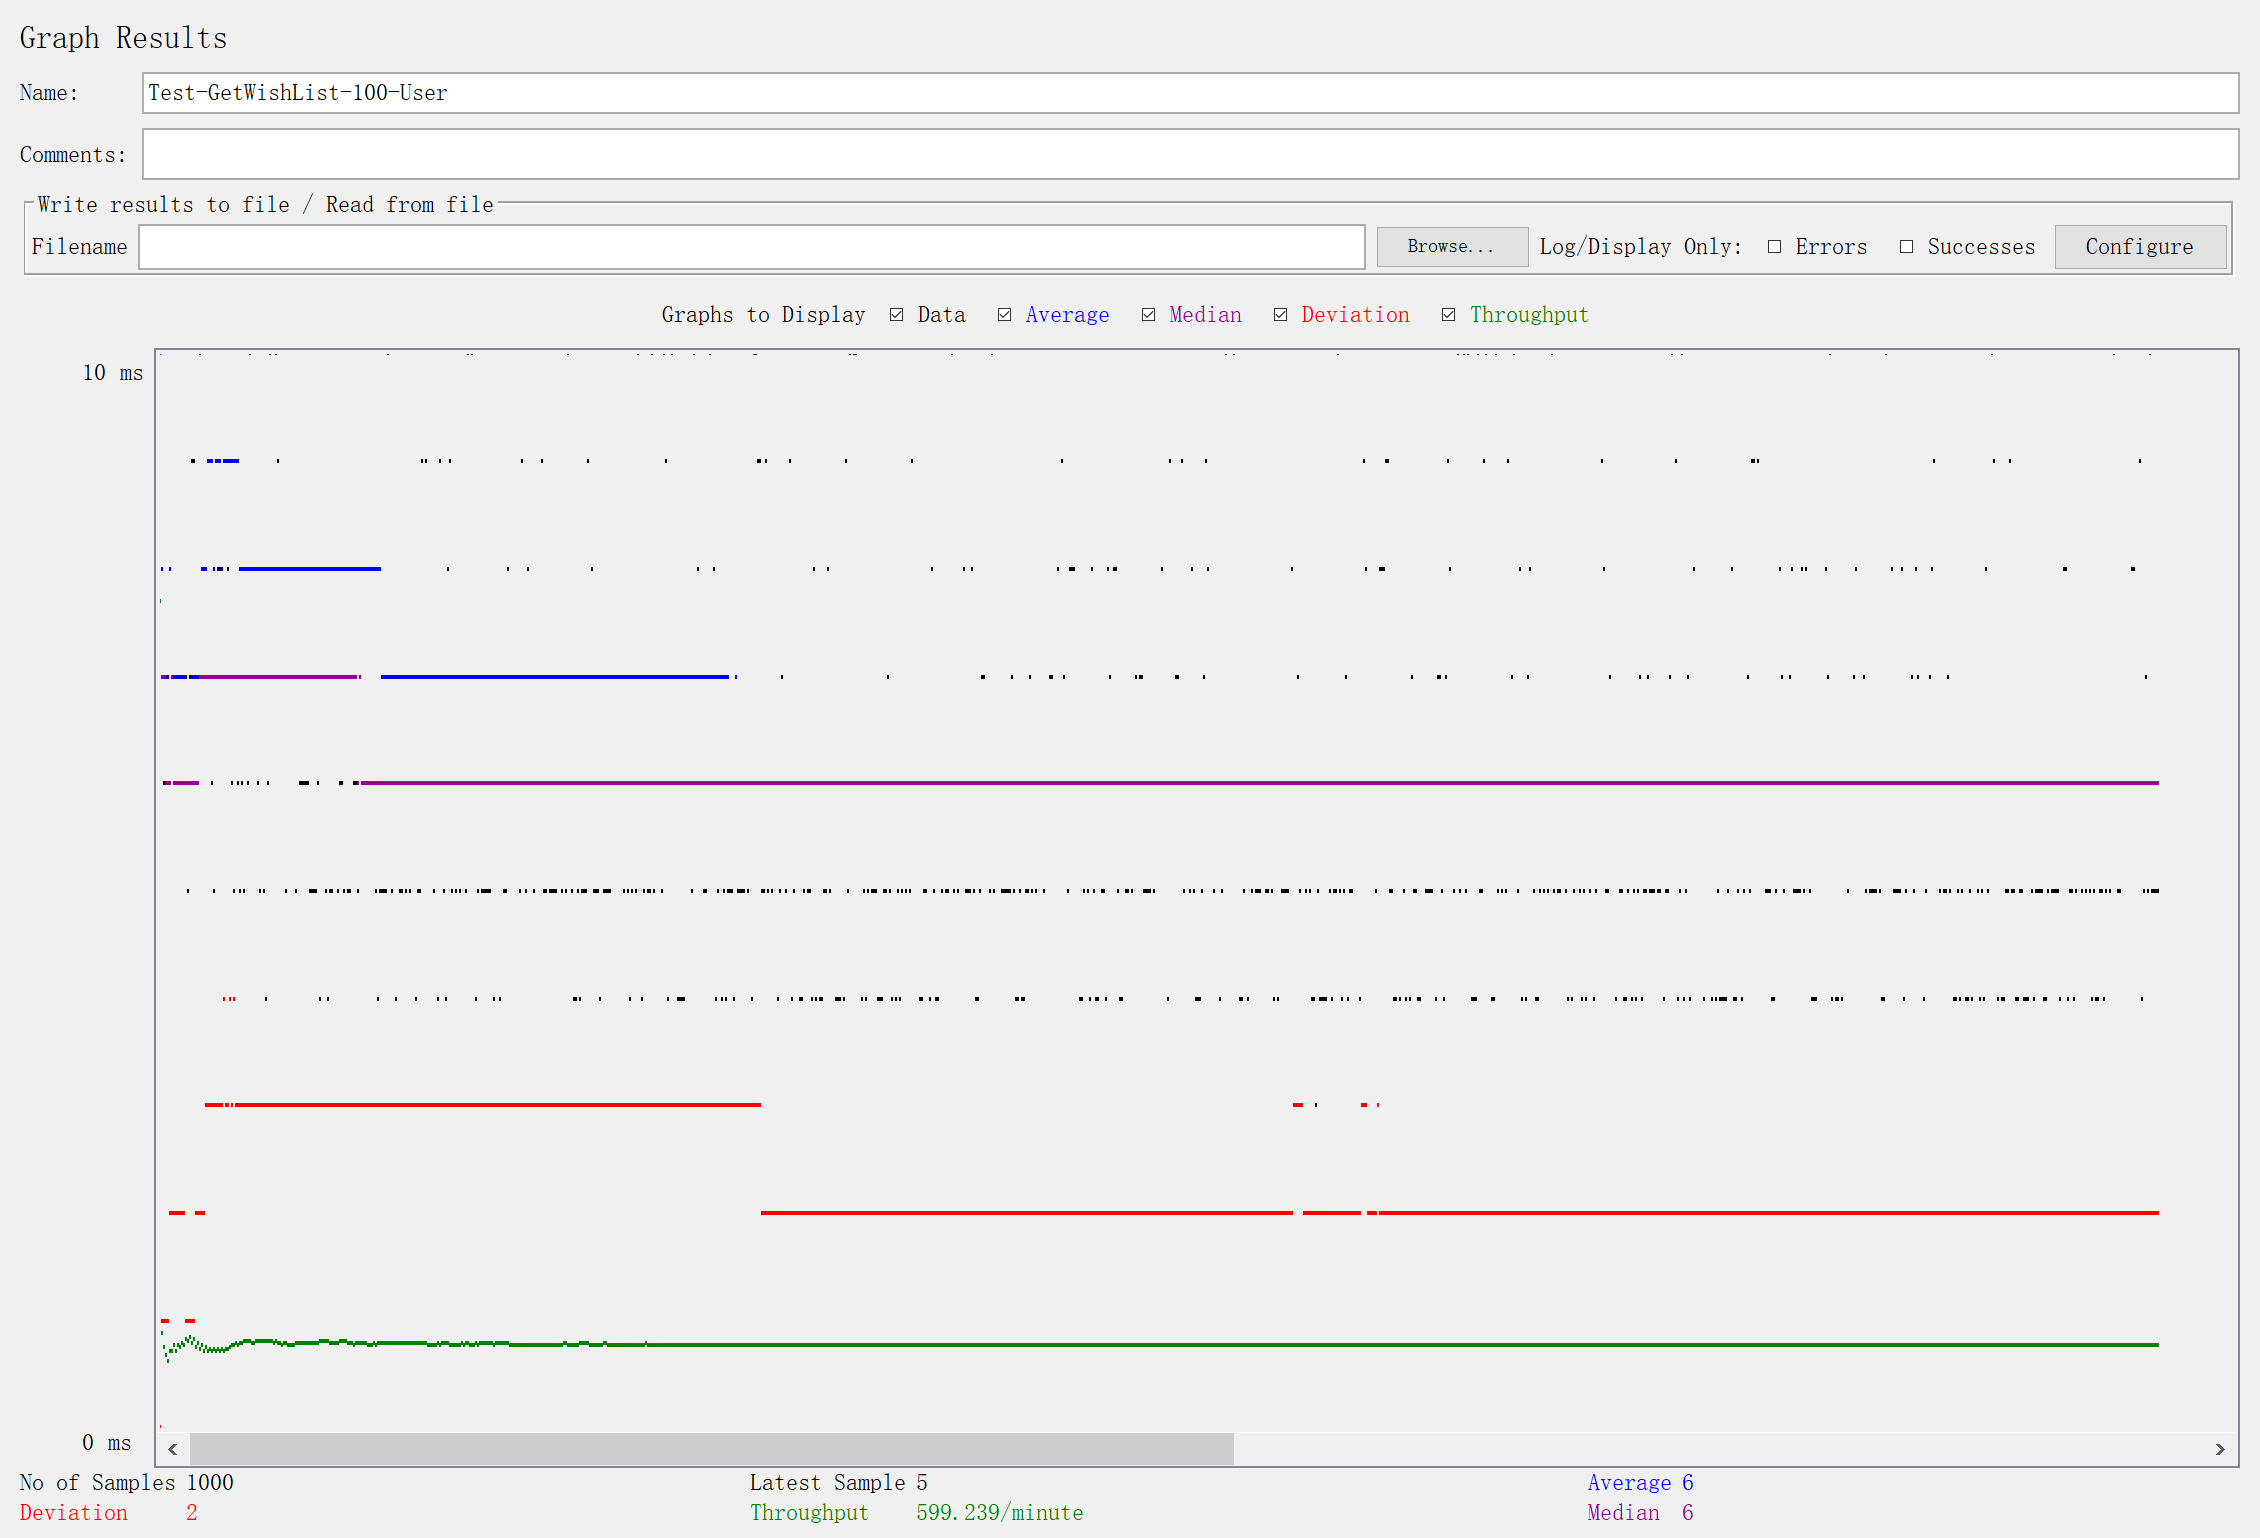 Graph Results
Name: Test-GetWishList-100-User
Comments:
Write results to file / Read from file
Filename Browse... Log/Display Only: Errors Successes Configure
Graphs to Display Data Average Median Deviation Throughput
10 ms
0 ms
No of Samples 1000 Latest Sample 5 Average 6
Deviation 2 Throughput 599.239/minute Median 6